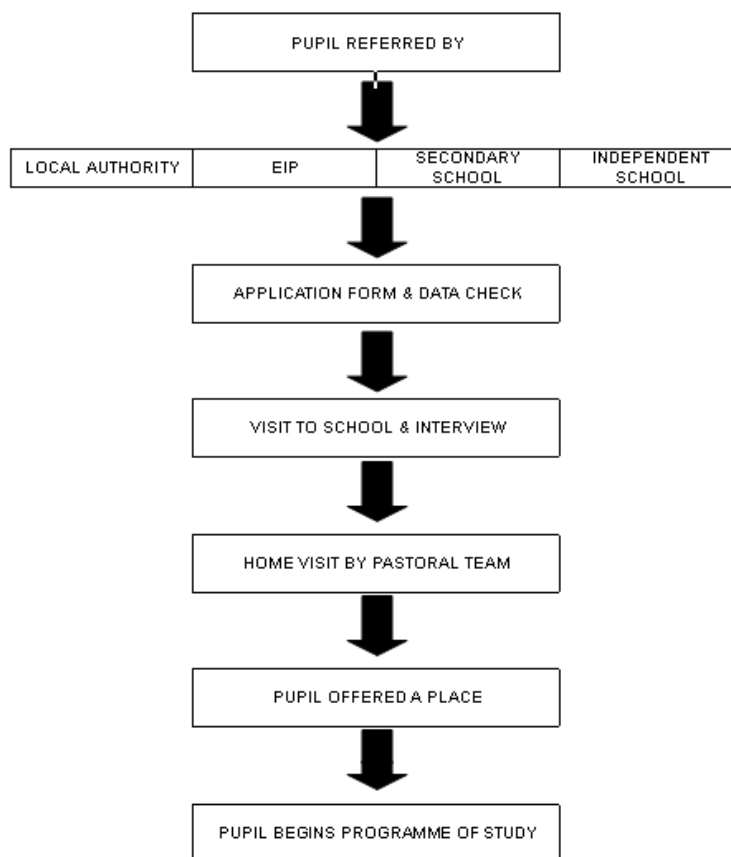 PUPIL REFERRED BY
LOCAL AUTHORITY
EIP
SECONDARY
SCHOOL
INDEPENDENT
SCHOOL
APPLICATION FORM & DATA CHECK
VISIT TO SCHOOL & INTERVIEW
HOME VISIT BY PASTORAL TEAM
PUPIL OFFERED A PLACE
PUPIL BEGINS PROGRAMME OF STUDY